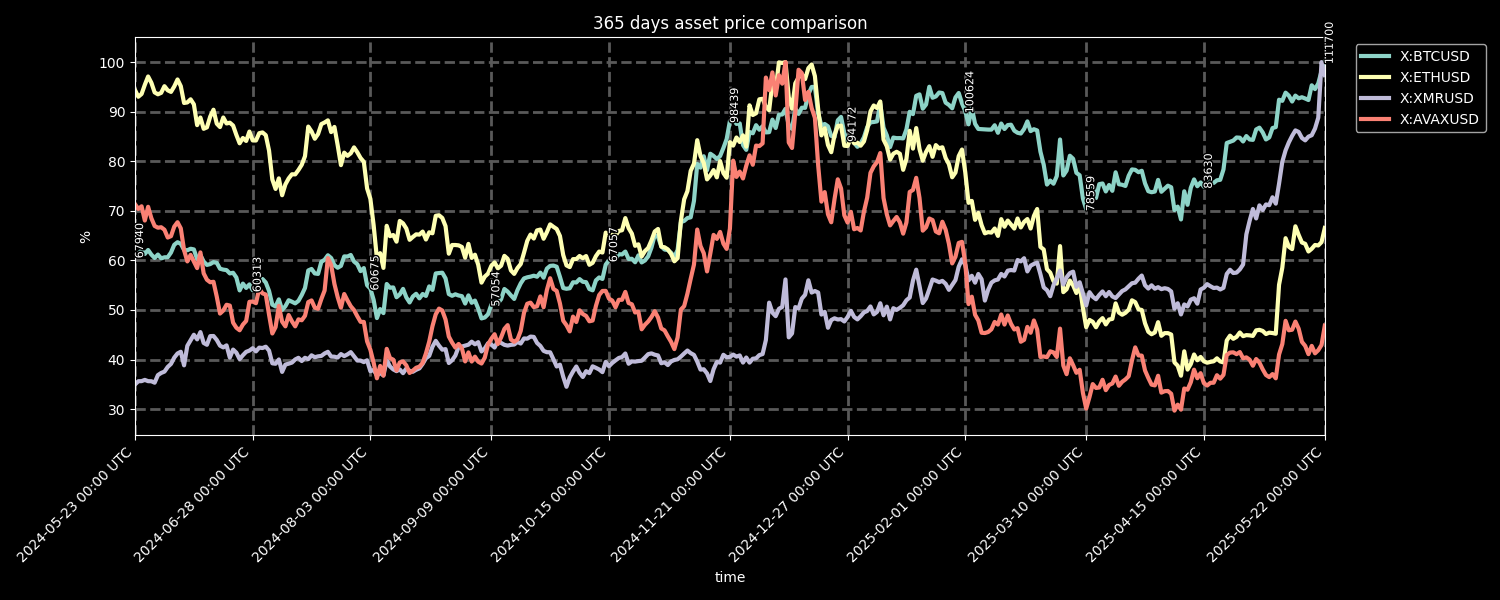 365 days asset price comparison
X:BTCUSD
X:ETHUSD
X:XMRUSD
X:AVAXUSD
%
100
90
80
70
60
50
40
30
67940
60313
60675
57054
67057
98439
94172
100624
78559
83630
111700
2024-05-23 00:00 UTC
2024-06-28 00:00 UTC
2024-08-03 00:00 UTC
2024-09-09 00:00 UTC
2024-10-15 00:00 UTC
2024-11-21 00:00 UTC
2024-12-27 00:00 UTC
2025-02-01 00:00 UTC
2025-03-10 00:00 UTC
2025-04-15 00:00 UTC
2025-05-22 00:00 UTC
time